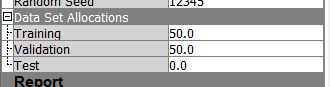 Random Seed 12345
Data Set Allocations
Training 50.0
Validation 50.0
Test 0.0
Report